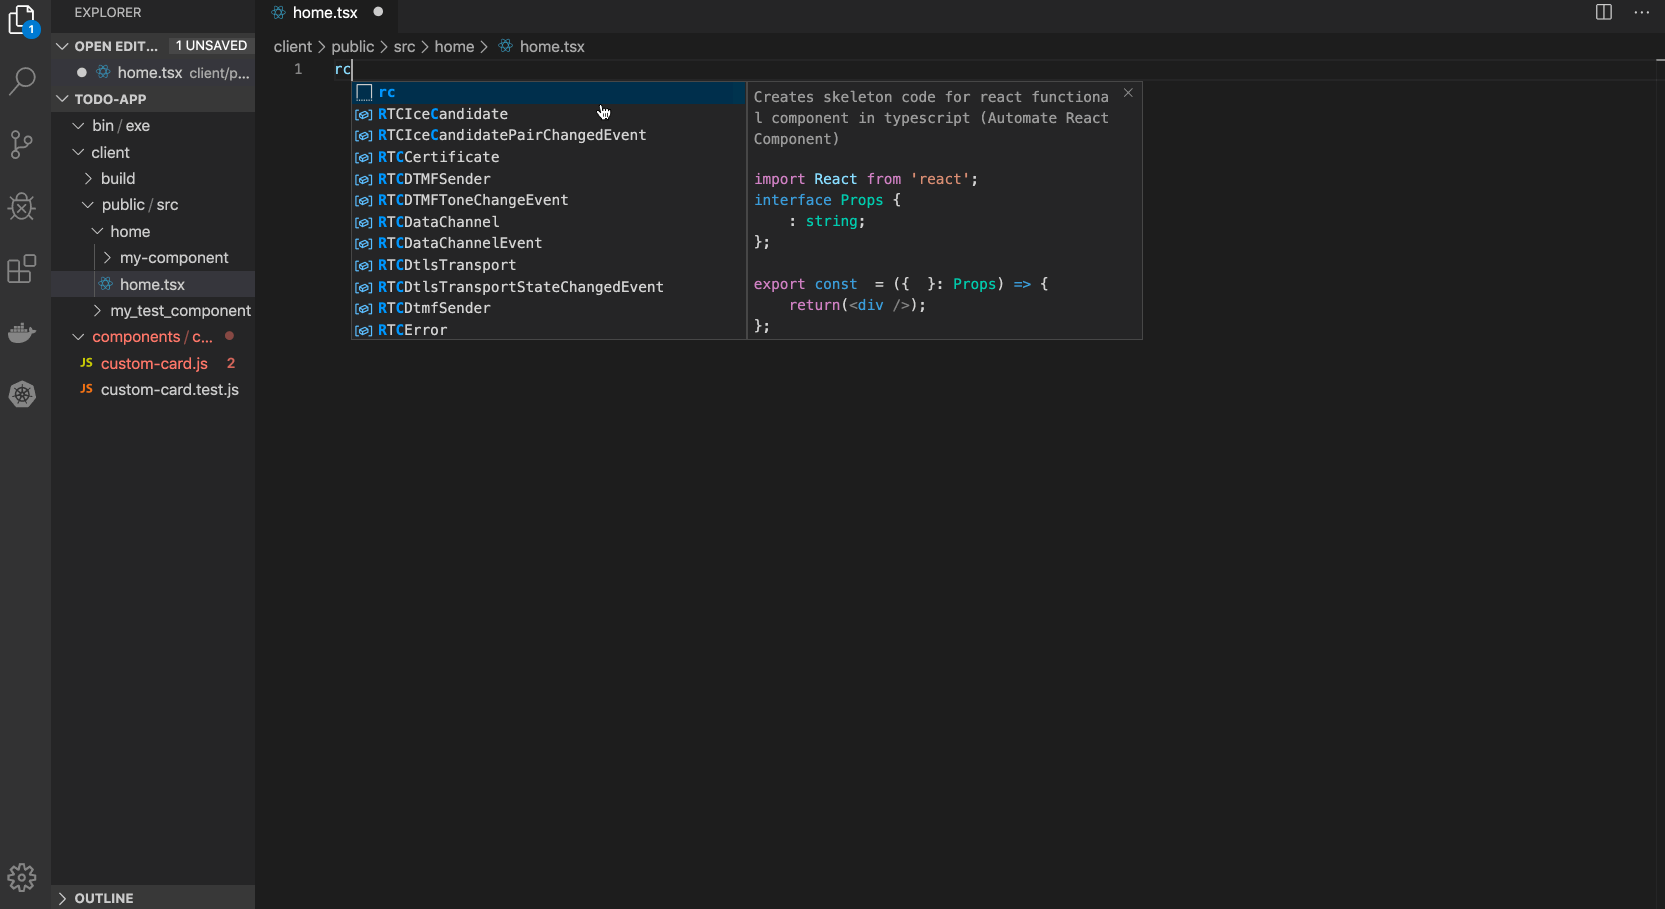 EXPLORER
home.tsx
1
OPEN EDIT... 1 UNSAVED
client > public > src > home > home.tsx
home.tsx client/p...
TODO-APP
bin / exe
client
build
public / src
home
my-component
home.tsx
my_test_component
components / c...
JS custom-card.js 2
JS custom-card.test.js
OUTLINE
1 rc
rc
RTCIceCandidate
RTCIceCandidatePairChangedEvent
RTCCertificate
RTCDTMFSender
RTCDTMFToneChangeEvent
RTCDataChannel
RTCDataChannelEvent
RTCDtlsTransport
RTCDtlsTransportStateChangedEvent
RTCDtmfSender
RTCError
Creates skeleton code for react functiona
l component in typescript (Automate React
Component)
import React from 'react';
interface Props {
: string;
};
export const = ({ }: Props) => {
return(<div />);
};